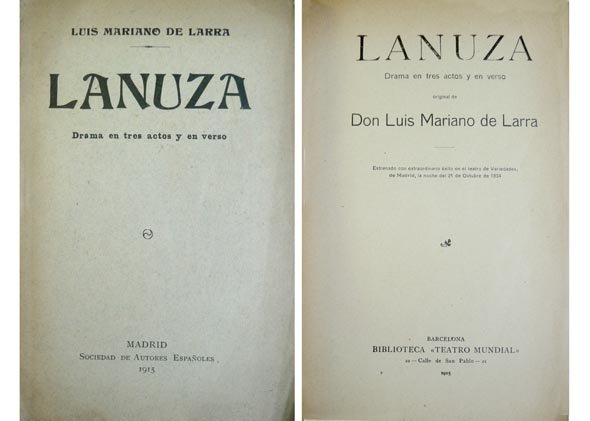 LUIS MARIANO DE LARRA
LANUZA
Drama en tres actos y en verso
MADRID
SOCIEDAD DE AUTORES ESPAÑOLES
1915
LANUZA
Drama en tres actos y en verso
original de
Don Luis Mariano de Larra
Estrenado con extraordinario éxito en el teatro de Variedades,
de Madrid, la noche del 21 de Octubre de 1854
BARCELONA
BIBLIOTECA «TEATRO MUNDIAL»
— Calle de San Pablo —
1915